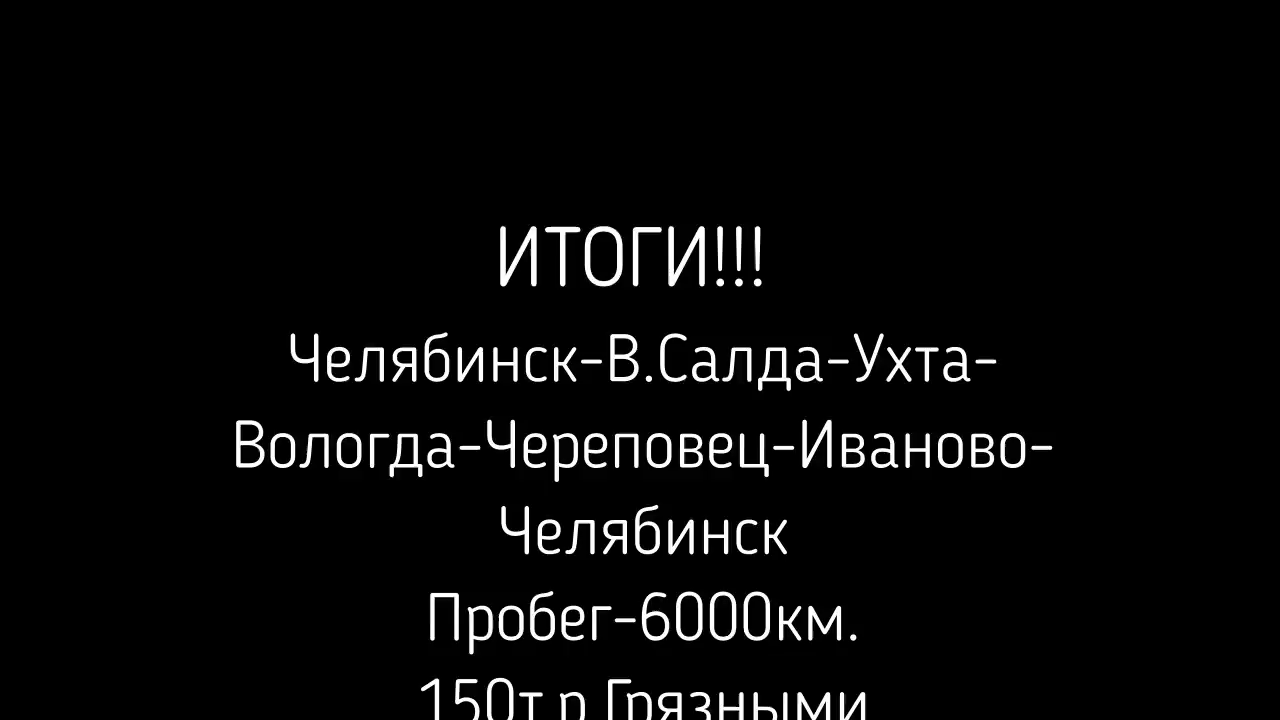 ИТОГИ!!!
Челябинск-В.Салда-Ухта-
Вологда-Череповец-Иваново-
Челябинск
Пробег-6000км.
150т.р Грязными